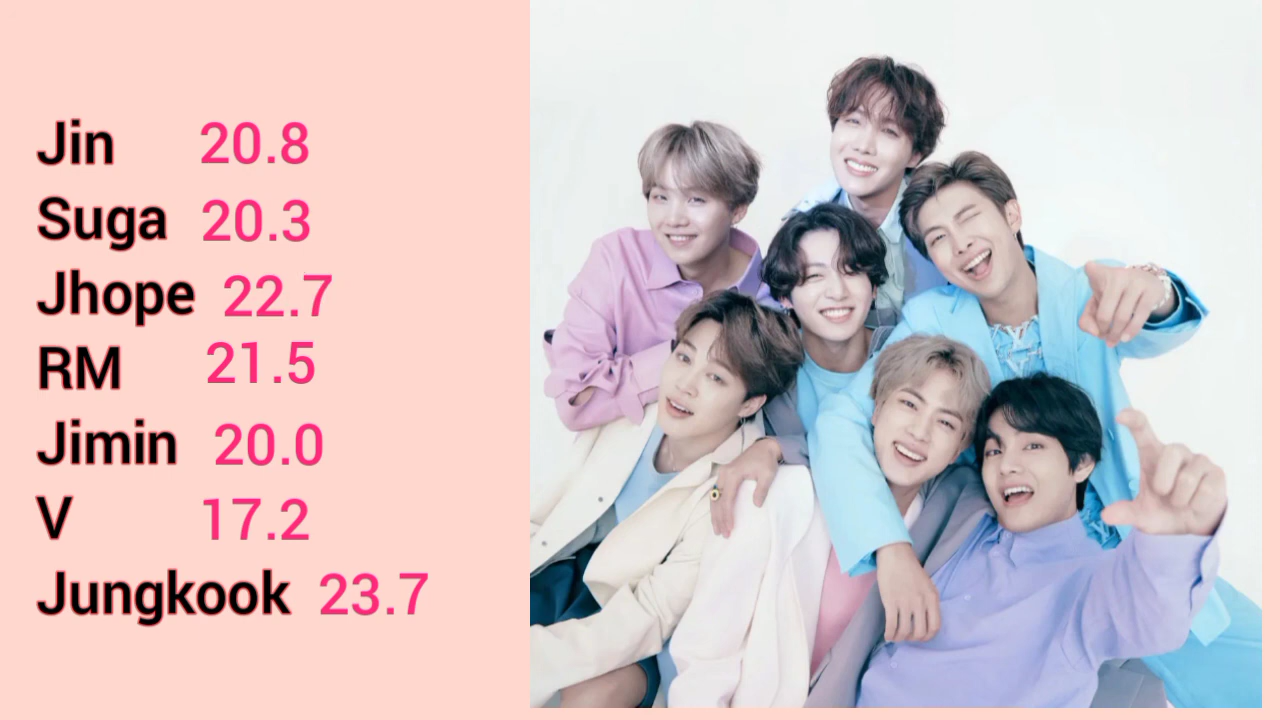 Jin 20.8
Suga 20.3
Jhope 22.7
RM 21.5
Jimin 20.0
V 17.2
Jungkook 23.7